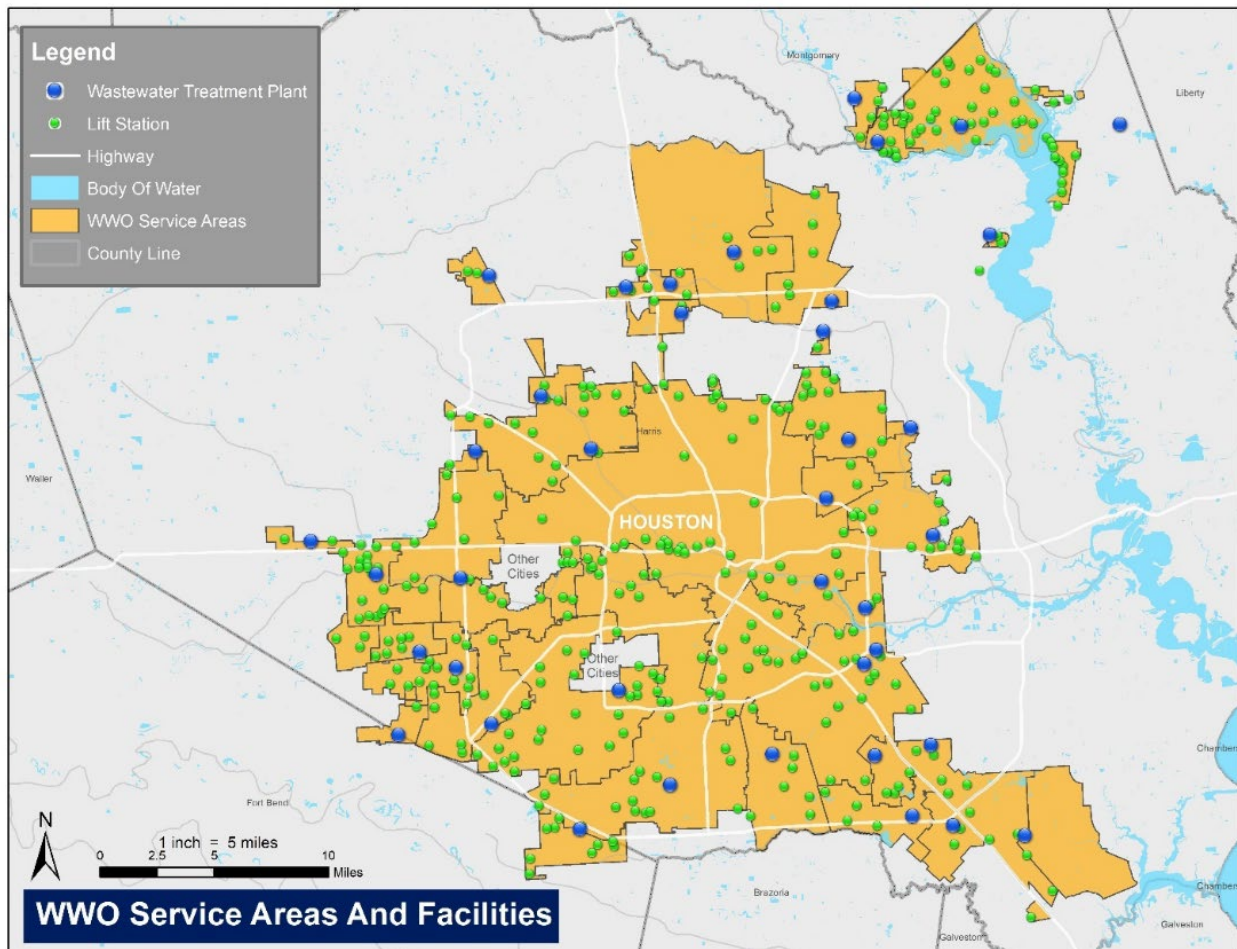 Legend
Wastewater Treatment Plant
Lift Station
Highway
Body Of Water
WWO Service Areas
County Line
Montgomery
Liberty
Harris
Waller
HOUSTON
Other
Cities
Other
Cities
Fort Bend
Chamber
Chamber
Brazoria
Galveston
Galveston
N
1 inch = 5 miles
0 2.5 5 10
Miles
WWO Service Areas And Facilities